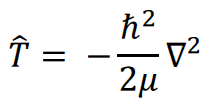 T̂ = − ħ²/2μ ∇²